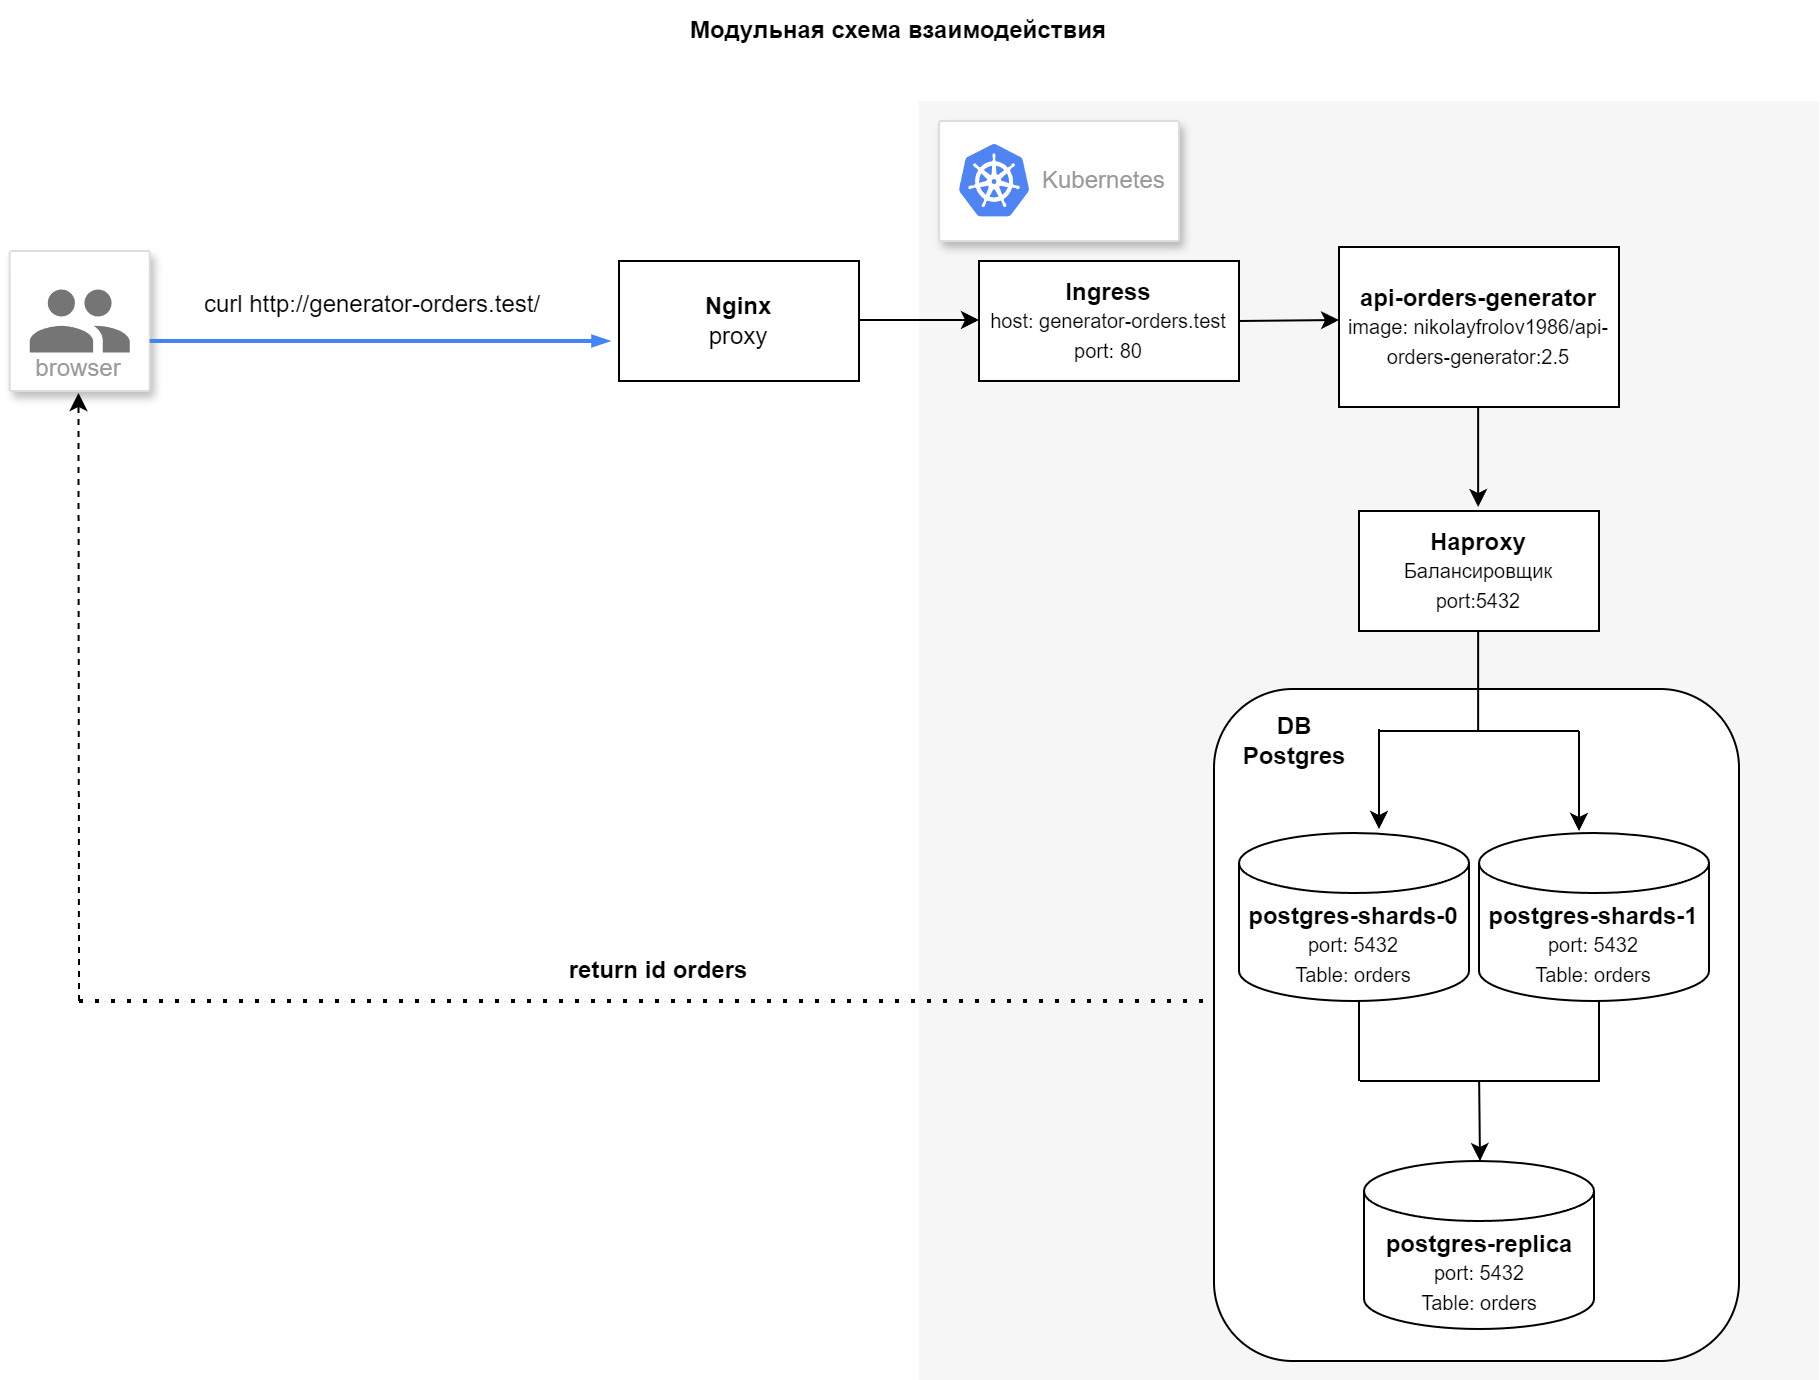 Модульная схема взаимодействия
Kubernetes
browser
curl http://generator-orders.test/
Nginx
proxy
Ingress
host: generator-orders.test
port: 80
api-orders-generator
image: nikolayfrolov1986/api-
orders-generator:2.5
Haproxy
Балансировщик
port:5432
DB
Postgres
postgres-shards-0
port: 5432
Table: orders
postgres-shards-1
port: 5432
Table: orders
return id orders
postgres-replica
port: 5432
Table: orders